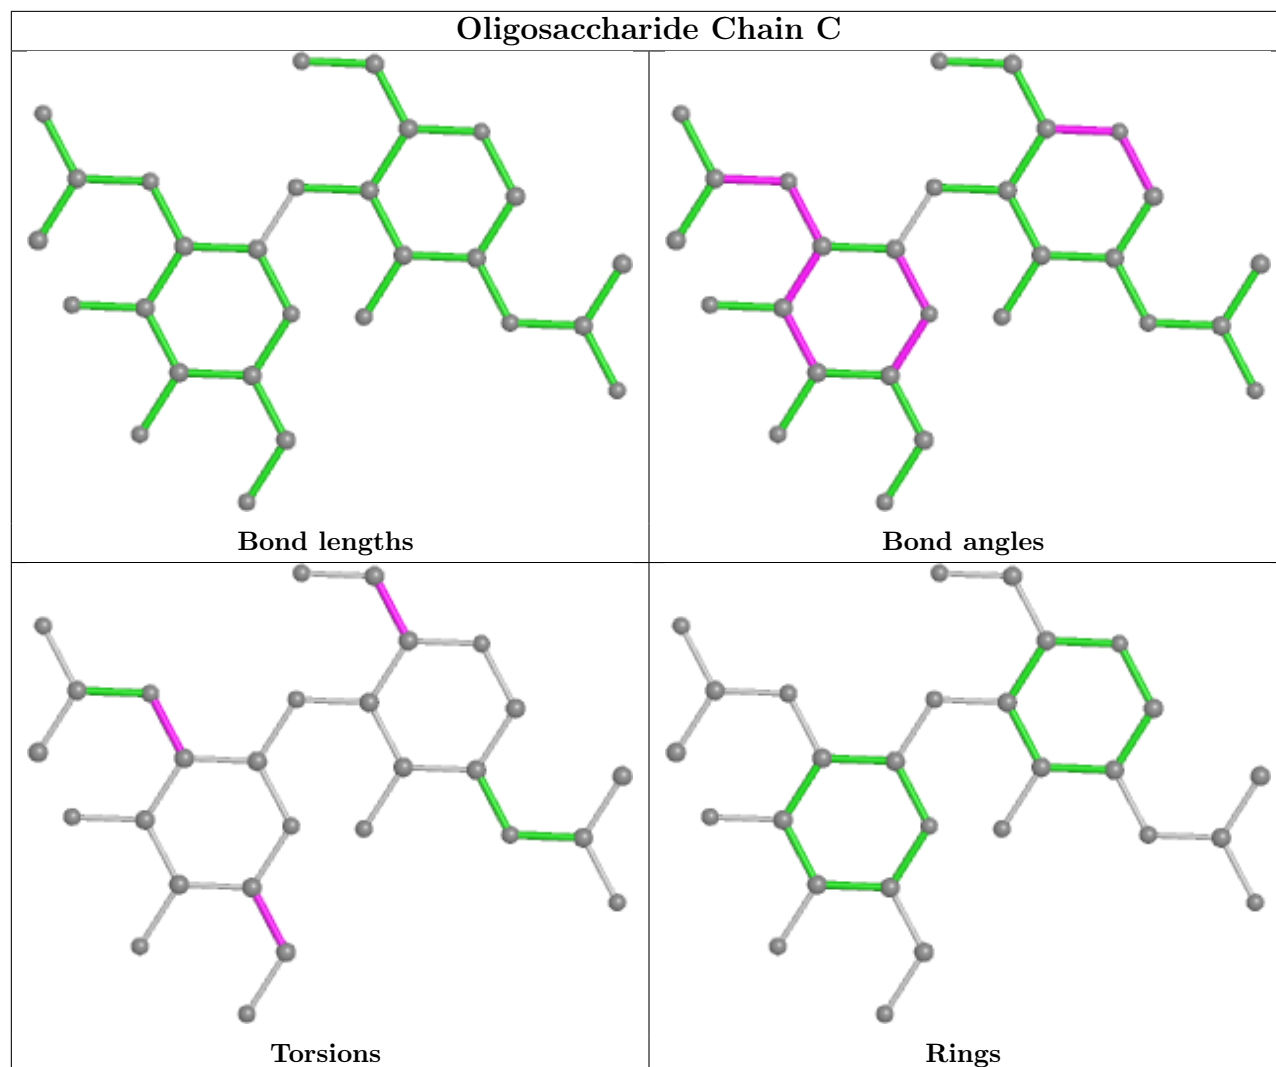 Oligosaccharide Chain C
Bond lengths
Bond angles
Torsions
Rings